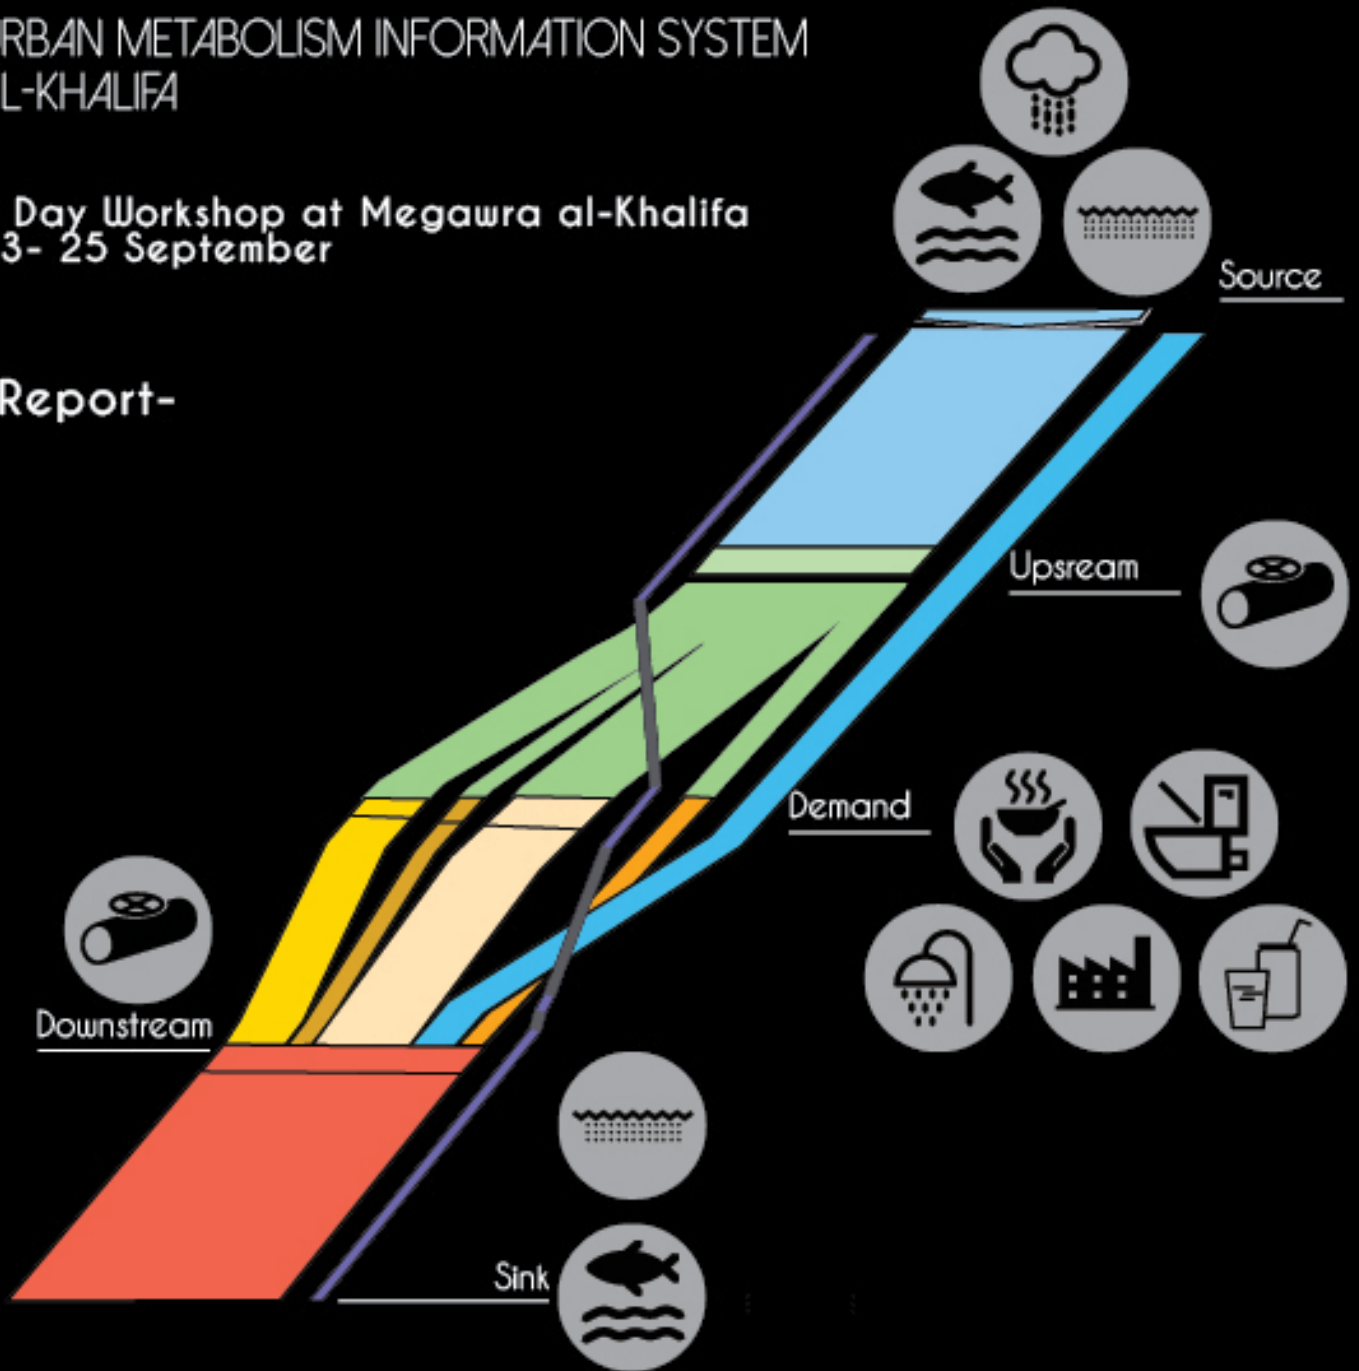 RBAN METABOLISM INFORMATION SYSTEM
L-KHALIFA
Day Workshop at Megawra al-Khalifa
3- 25 September
Report-
Source
Upsream
Demand
Downstream
Sink